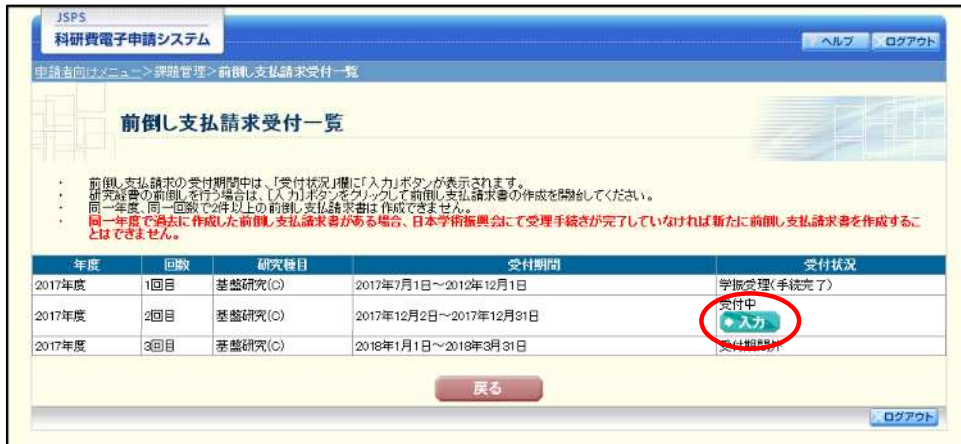 JSPS
科研費電子申請システム
ヘルプ ログアウト
申請者向けメニュー>課題管理>前倒し支払請求受付一覧
前倒し支払請求受付一覧
・ 前倒し支払請求の受付期間中は、「受付状況」欄に「入力」ボタンが表示されます。
・ 研究経費の前倒しを行う場合は、[入力]ボタンをクリックして前倒し支払請求書の作成を開始してください。
・ 同一年度、同一回数で2件以上の前倒し支払請求書は作成できません。
・ 同一年度で過去に作成した前倒し支払請求書がある場合、日本学術振興会にて受理手続きが完了していなければ新たに前倒し支払請求書を作成するこ
とはできません。
年度 回数 研究種目 受付期間 受付状況
2017年度 1回目 基盤研究(C) 2017年7月1日～2012年12月1日 学振受理(手続完了)
2017年度 2回目 基盤研究(C) 2017年12月2日～2017年12月31日 受付中
入力
2017年度 3回目 基盤研究(C) 2018年1月1日～2018年3月31日 受付期間外
戻る
ログアウト